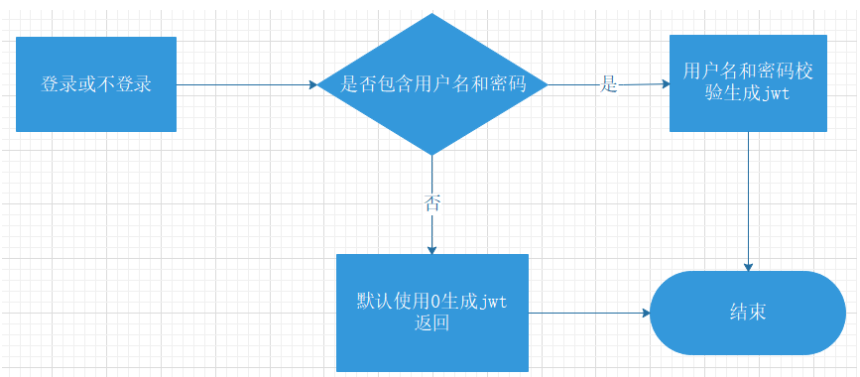 登录或不登录
是否包含用户名和密码
是
用户名和密码校
验生成jwt
否
默认使用0生成jwt
返回
结束